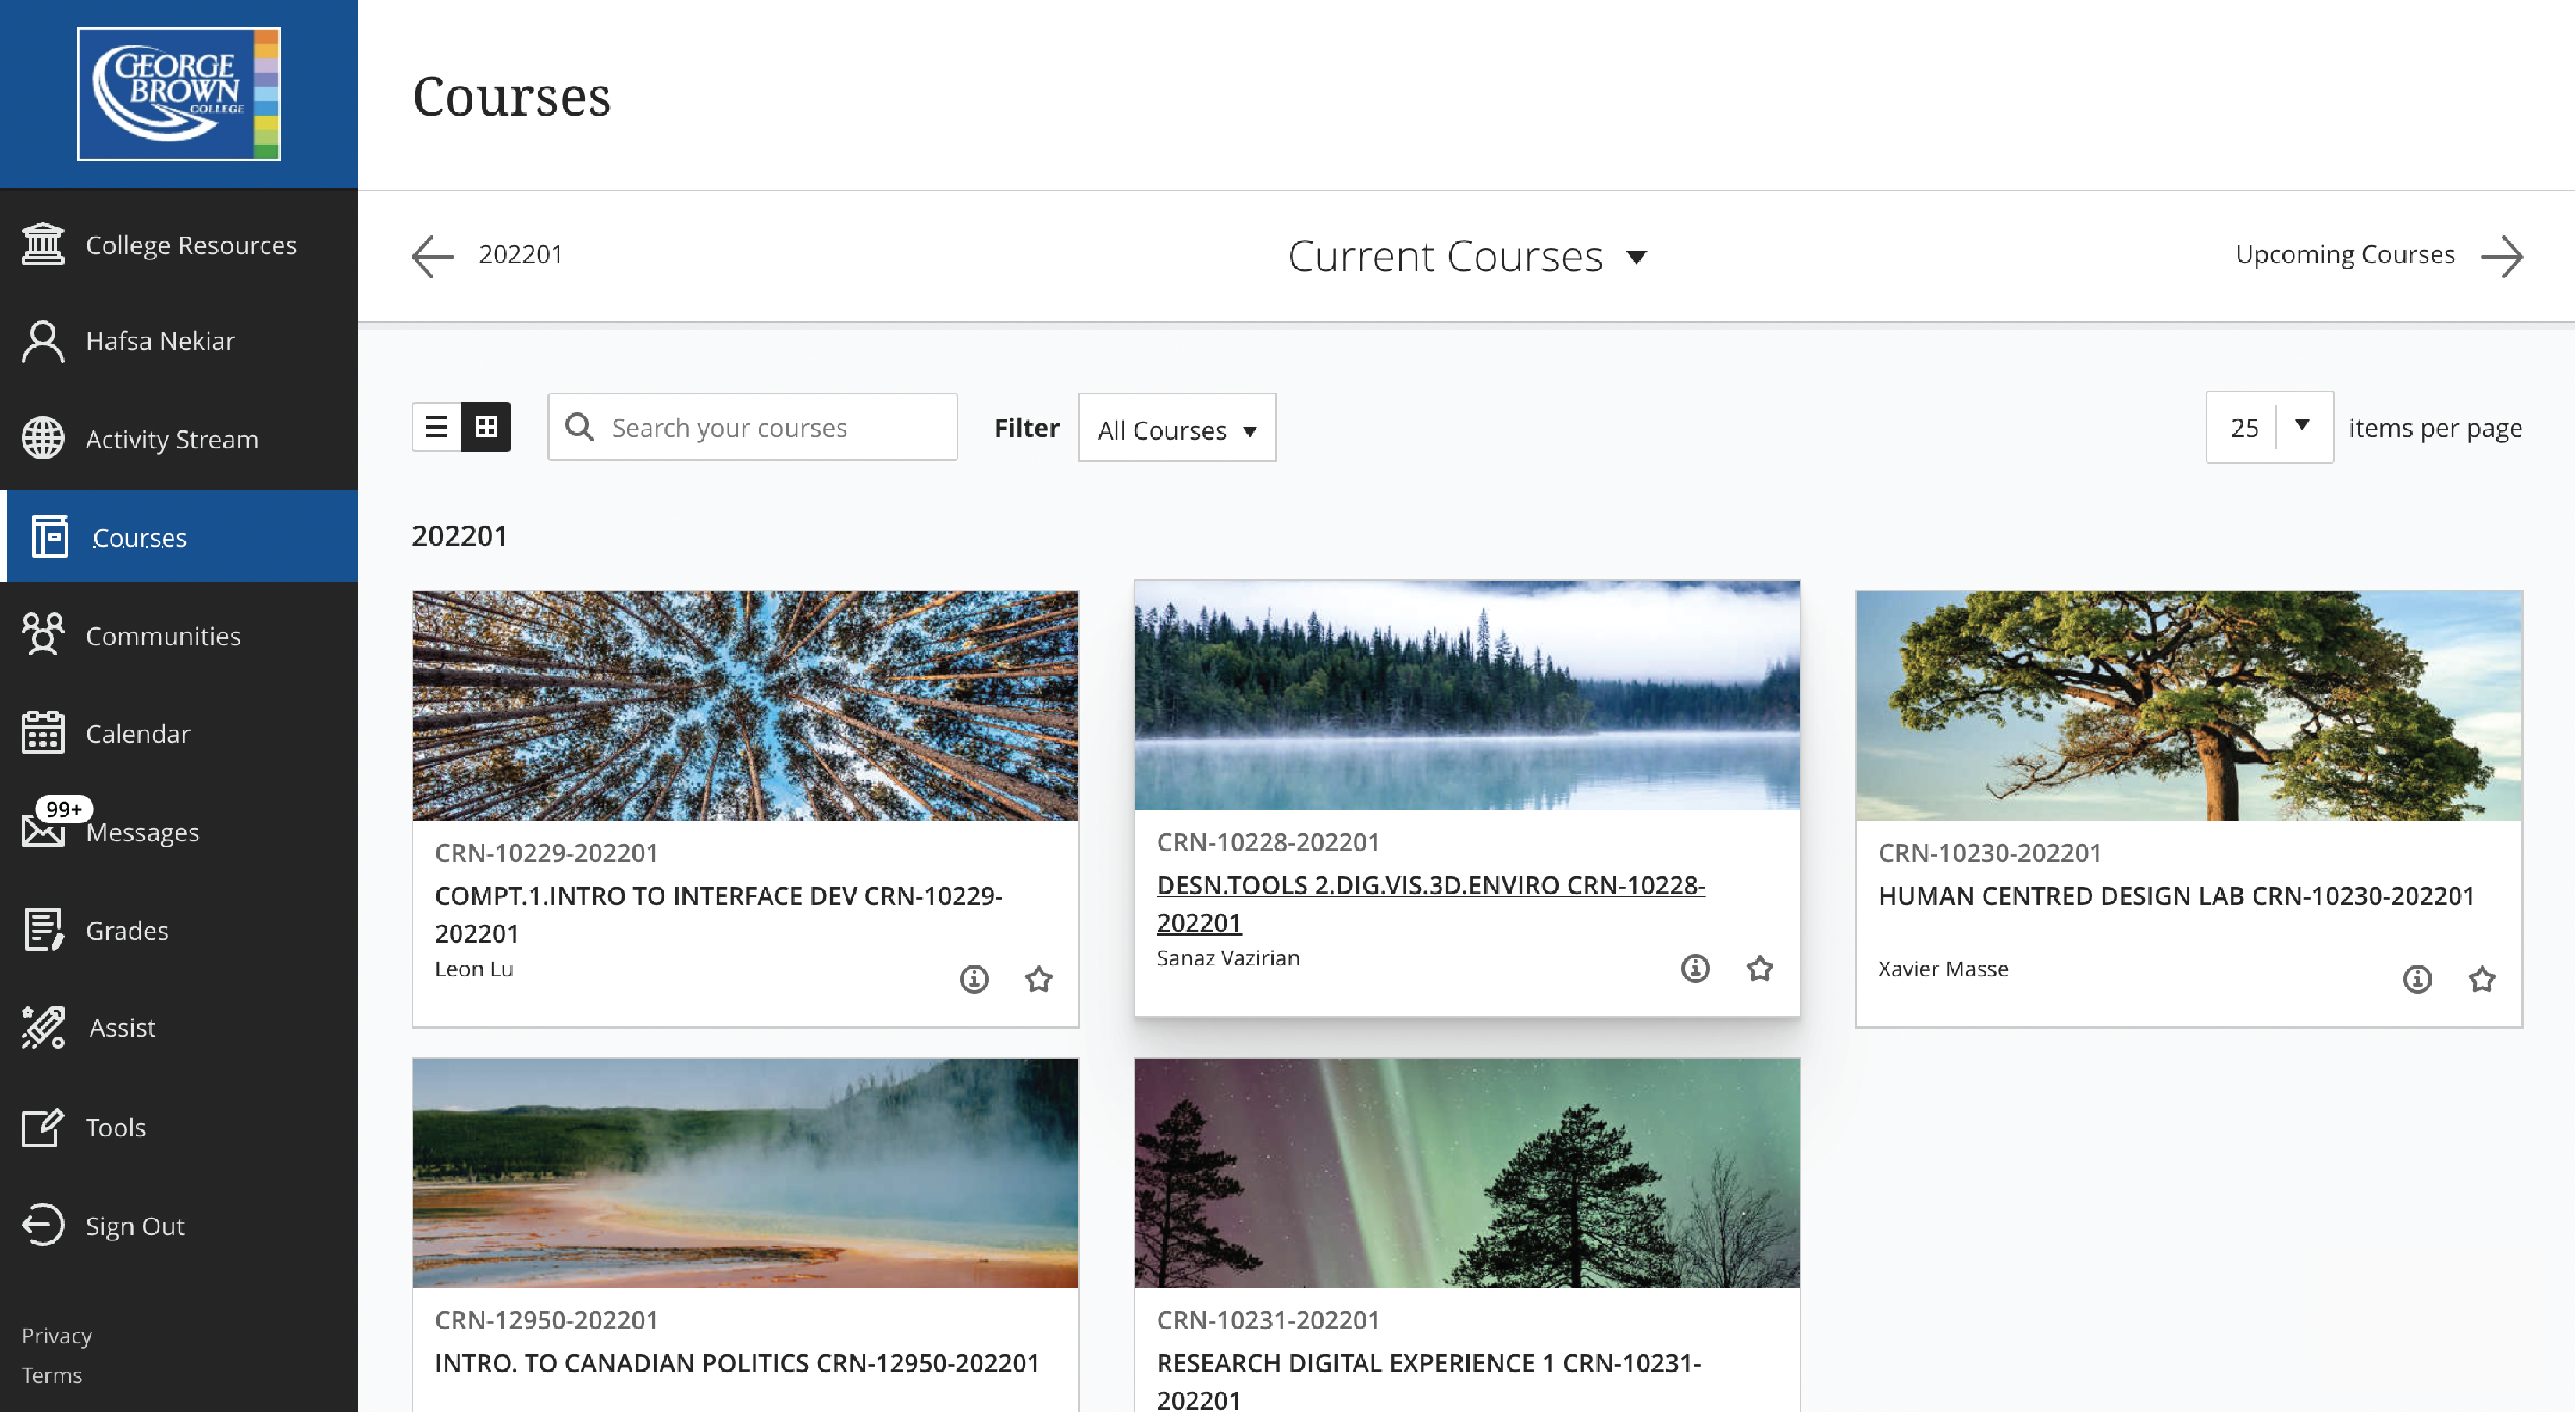 GEORGE
BROWN
COLLEGE
College Resources
Hafsa Nekiar
Activity Stream
Courses
Communities
Calendar
99+
Messages
Grades
Assist
Tools
Sign Out
Privacy
Terms
Courses
202201
Current Courses
Upcoming Courses
Search your courses
Filter
All Courses
25
items per page
202201
CRN-10229-202201
COMPT.1.INTRO TO INTERFACE DEV CRN-10229-
202201
Leon Lu
CRN-10228-202201
DESN.TOOLS 2.DIG.VIS.3D.ENVIRO CRN-10228-
202201
Sanaz Vazirian
CRN-10230-202201
HUMAN CENTRED DESIGN LAB CRN-10230-202201
Xavier Masse
CRN-12950-202201
INTRO. TO CANADIAN POLITICS CRN-12950-202201
CRN-10231-202201
RESEARCH DIGITAL EXPERIENCE 1 CRN-10231-
202201